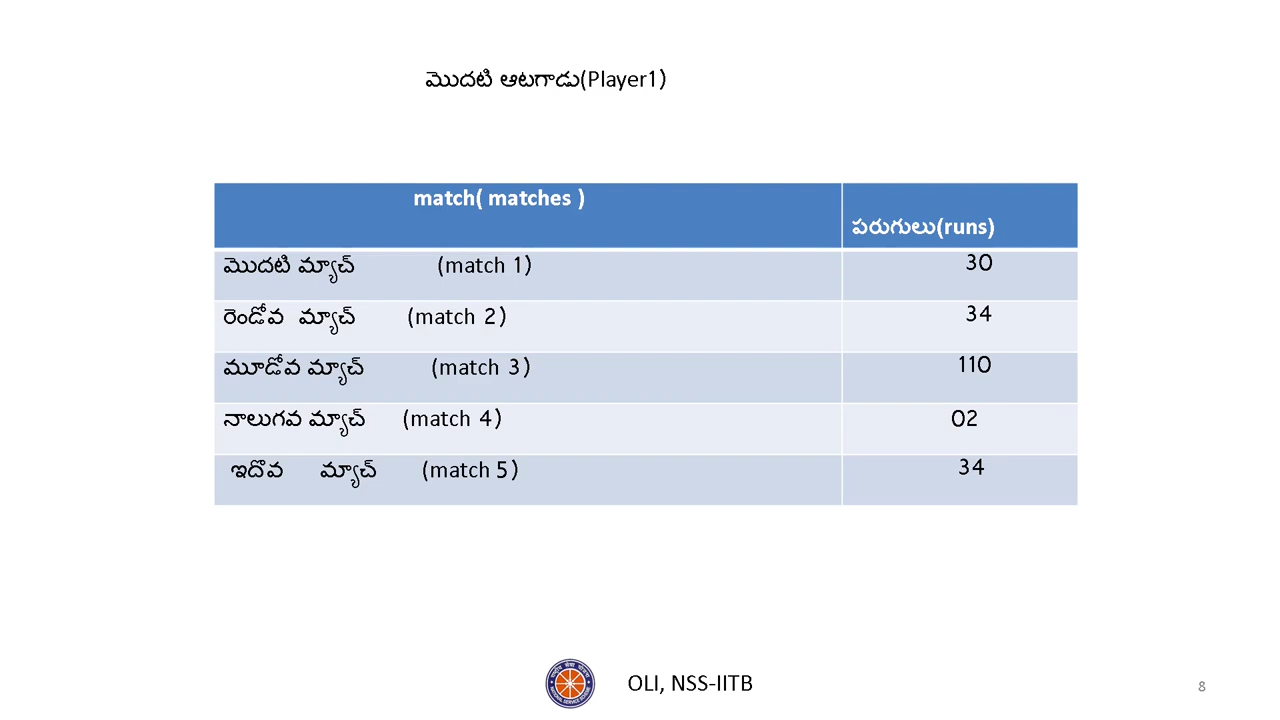 మొదటి ఆటగాడు(Player1)
match( matches )
పరుగులు(runs)
మొదటి మ్యాచ్ (match 1) 30
రెండోవ మ్యాచ్ (match 2) 34
మూడోవ మ్యాచ్ (match 3) 110
నాలుగవ మ్యాచ్ (match 4) 02
ఇదొవ మ్యాచ్ (match 5) 34
OLI, NSS-IITB
8